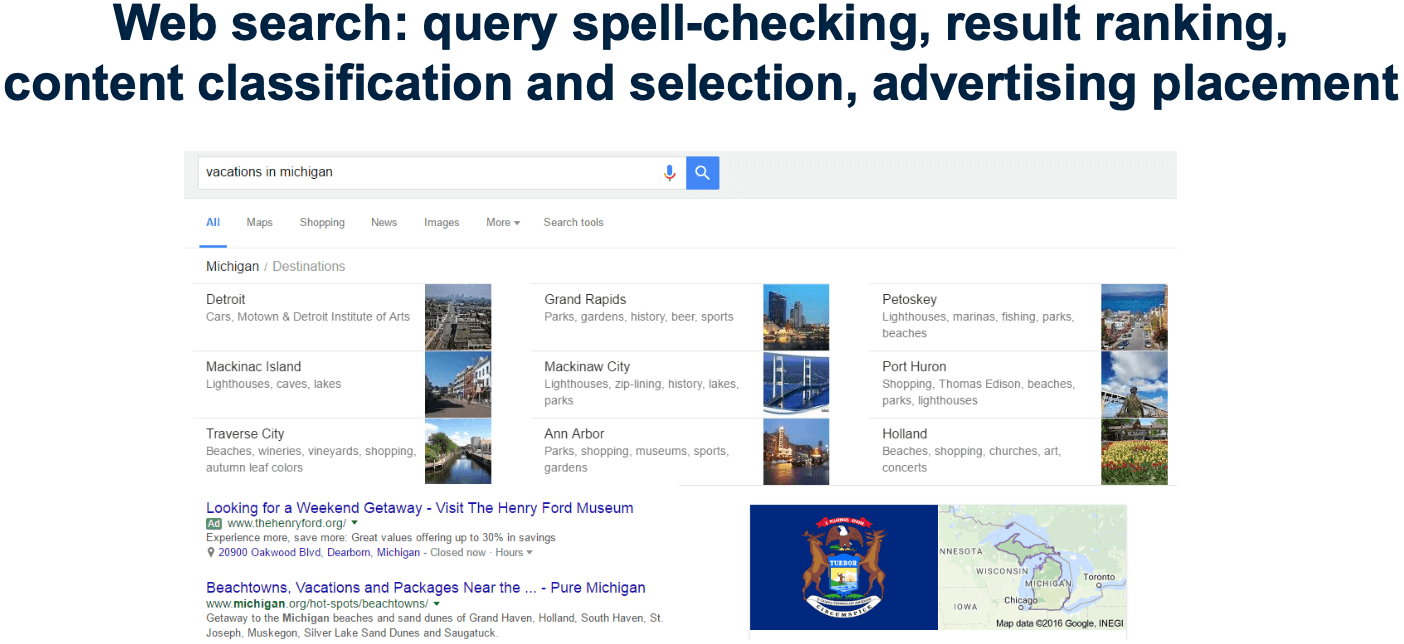 Web search: query spell-checking, result ranking,
content classification and selection, advertising placement
vacations in michigan
All Maps Shopping News Images More Search tools
Michigan / Destinations
Detroit
Cars, Motown & Detroit Institute of Arts
Grand Rapids
Parks, gardens, history, beer, sports
Petoskey
Lighthouses, marinas, fishing, parks,
beaches
Mackinac Island
Lighthouses, caves, lakes
Mackinaw City
Lighthouses, zip-lining, history, lakes,
parks
Port Huron
Shopping, Thomas Edison, beaches,
parks, lighthouses
Traverse City
Beaches, wineries, vineyards, shopping,
autumn leaf colors
Ann Arbor
Parks, shopping, museums, sports,
gardens
Holland
Beaches, shopping, churches, art,
concerts
Looking for a Weekend Getaway - Visit The Henry Ford Museum
Ad www.thehenryford.org/
Experience more, save more: Great values offering up to 30% in savings
20900 Oakwood Blvd, Dearborn, Michigan - Closed now · Hours
Beachtowns, Vacations and Packages Near the ... - Pure Michigan
www.michigan.org/hot-spots/beachtowns/
Getaway to the Michigan beaches and sand dunes of Grand Haven, Holland, South Haven, St.
Joseph, Muskegon, Silver Lake Sand Dunes and Saugatuck.
E PLURIBUS UNUM
TUEBOR
CIRCUMSPICE
NNESOTA
WISCONSIN
MICHIGAN
Toronto
Chicago
IOWA
Map data ©2016 Google, INEGI